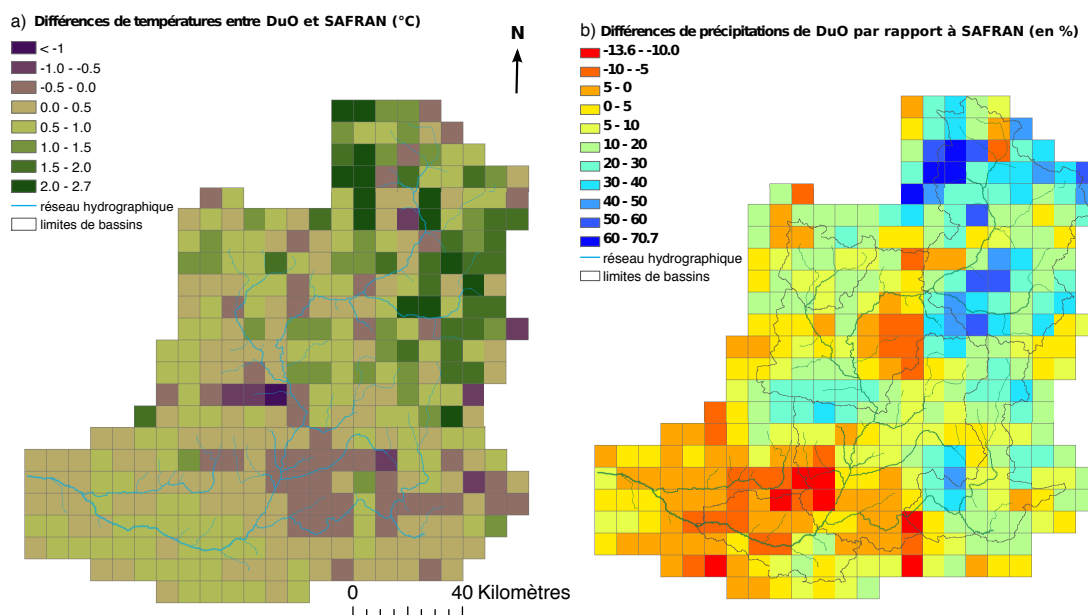 a) Différences de températures entre DuO et SAFRAN (°C)
< -1
-1.0 - -0.5
-0.5 - 0.0
0.0 - 0.5
0.5 - 1.0
1.0 - 1.5
1.5 - 2.0
2.0 - 2.7
réseau hydrographique
limites de bassins
N
0 40 Kilomètres
b) Différences de précipitations de DuO par rapport à SAFRAN (en %)
-13.6 - -10.0
-10 - -5
5 - 0
0 - 5
5 - 10
10 - 20
20 - 30
30 - 40
40 - 50
50 - 60
60 - 70.7
réseau hydrographique
limites de bassins